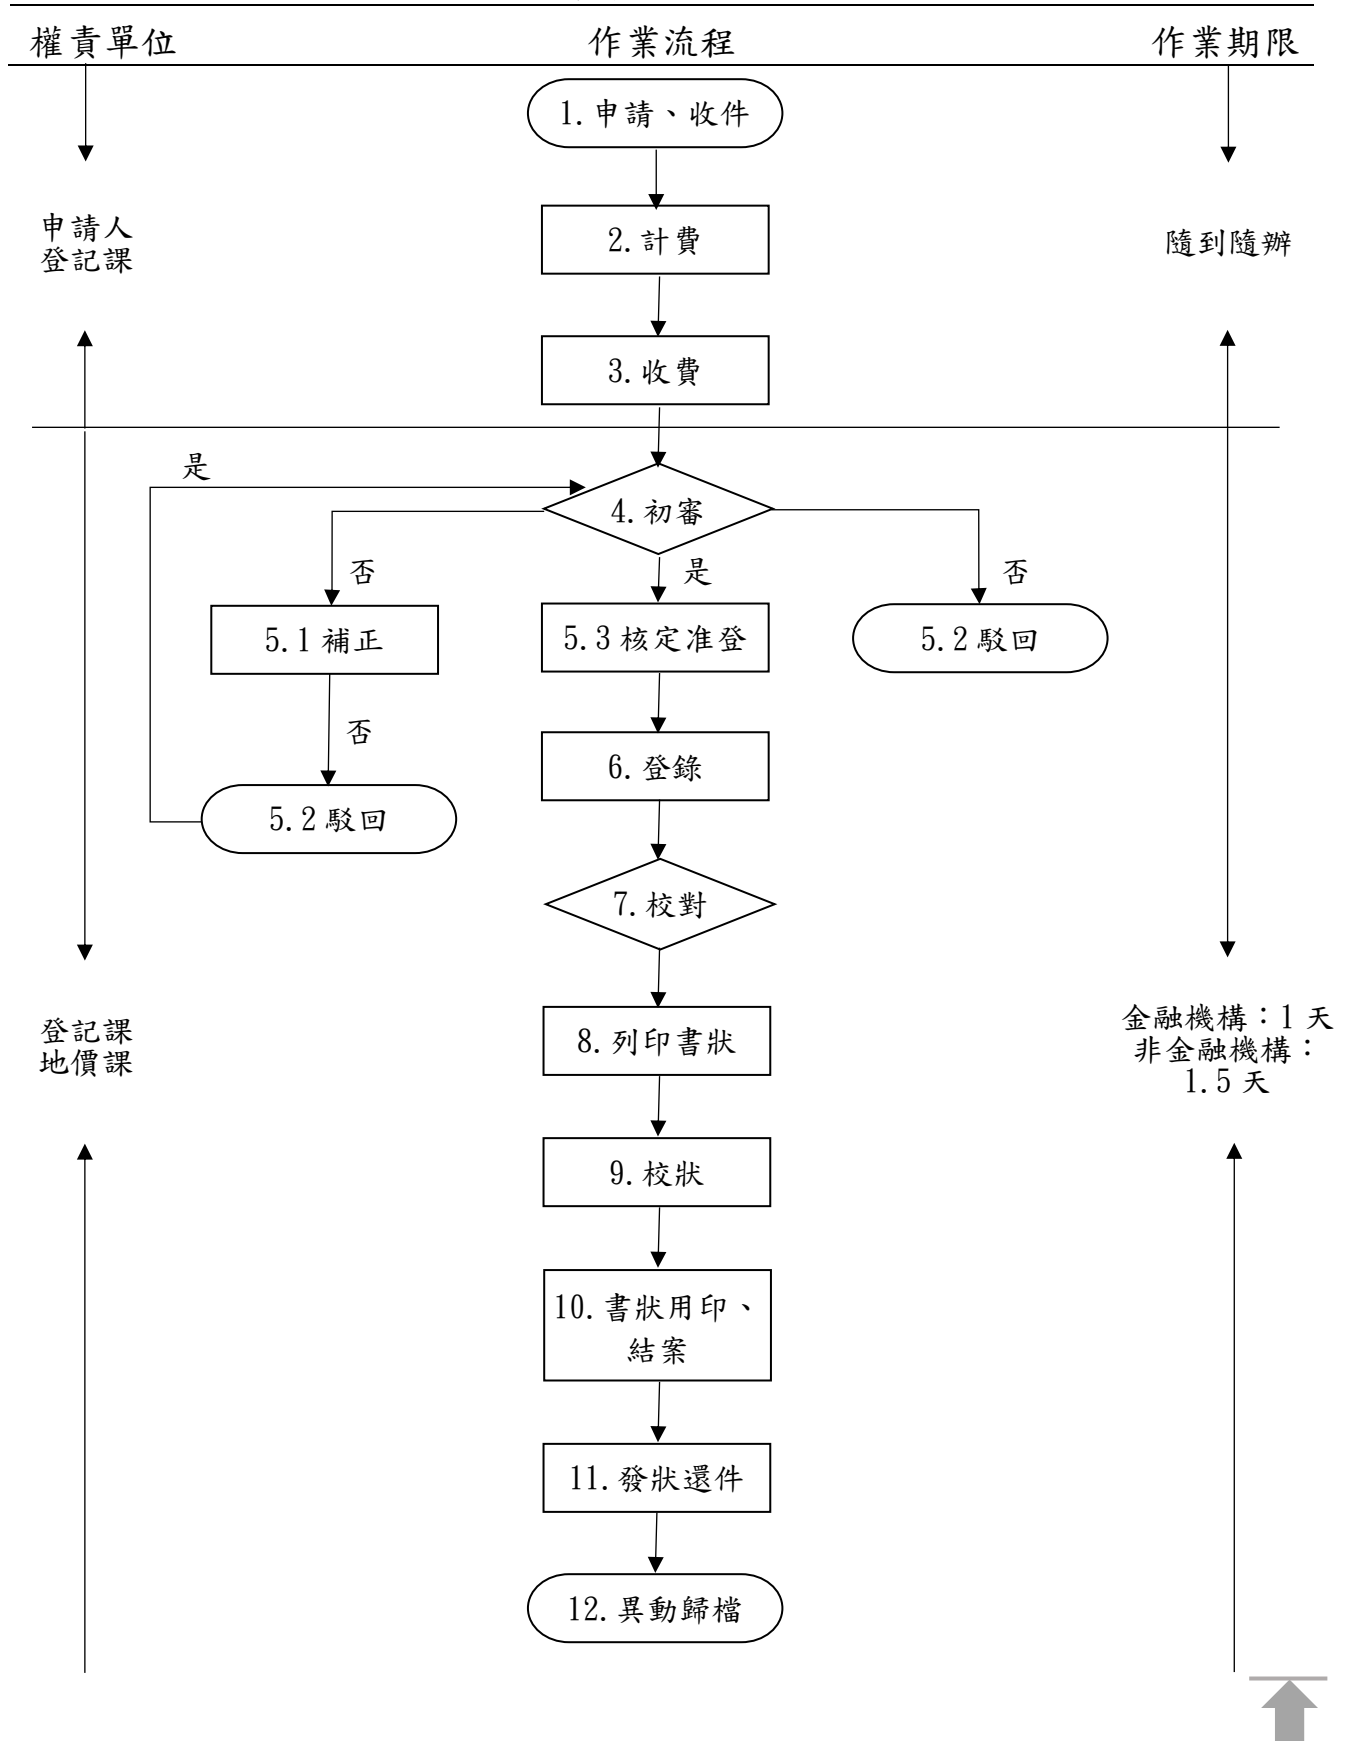 權責單位
作業流程
作業期限
1.申請、收件
申請人
登記課
2.計費
隨到隨辦
3.收費
是
4.初審
否
是
否
5.1補正
5.3核定准登
5.2駁回
否
6.登錄
5.2駁回
7.校對
登記課
地價課
8.列印書狀
金融機構：1天
非金融機構：
1.5天
9.校狀
10.書狀用印、
結案
11.發狀還件
12.異動歸檔